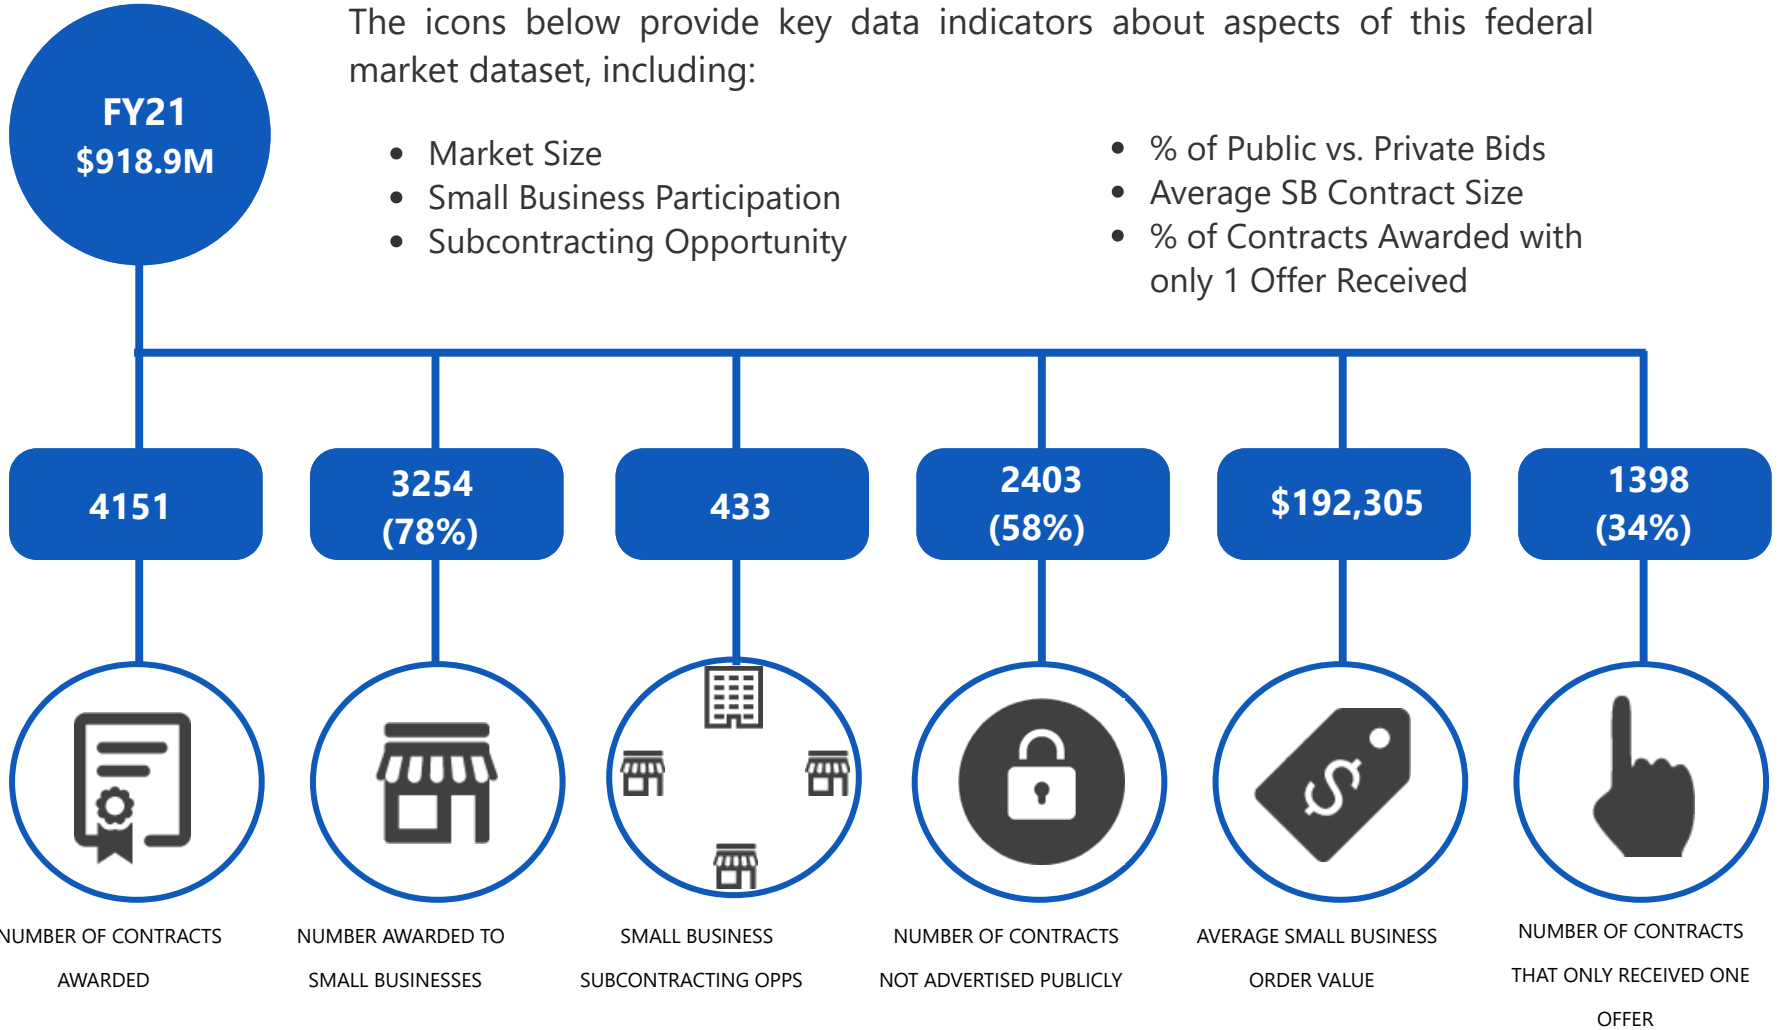 The icons below provide key data indicators about aspects of this federal
market dataset, including:
FY21
$918.9M
• Market Size
• Small Business Participation
• Subcontracting Opportunity
• % of Public vs. Private Bids
• Average SB Contract Size
• % of Contracts Awarded with
only 1 Offer Received
4151
3254
(78%)
433
2403
(58%)
$192,305
1398
(34%)
NUMBER OF CONTRACTS
AWARDED
NUMBER AWARDED TO
SMALL BUSINESSES
SMALL BUSINESS
SUBCONTRACTING OPPS
NUMBER OF CONTRACTS
NOT ADVERTISED PUBLICLY
AVERAGE SMALL BUSINESS
ORDER VALUE
NUMBER OF CONTRACTS
THAT ONLY RECEIVED ONE
OFFER